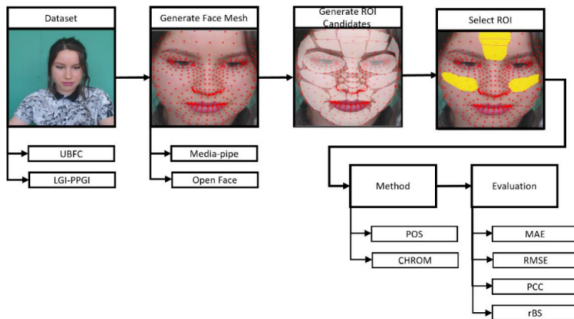 Dataset
Generate Face Mesh
Generate ROI
Candidates
Select ROI
UBFC
LGI-PPGI
Media-pipe
Open Face
Method
Evaluation
POS
CHROM
MAE
RMSE
PCC
rBS